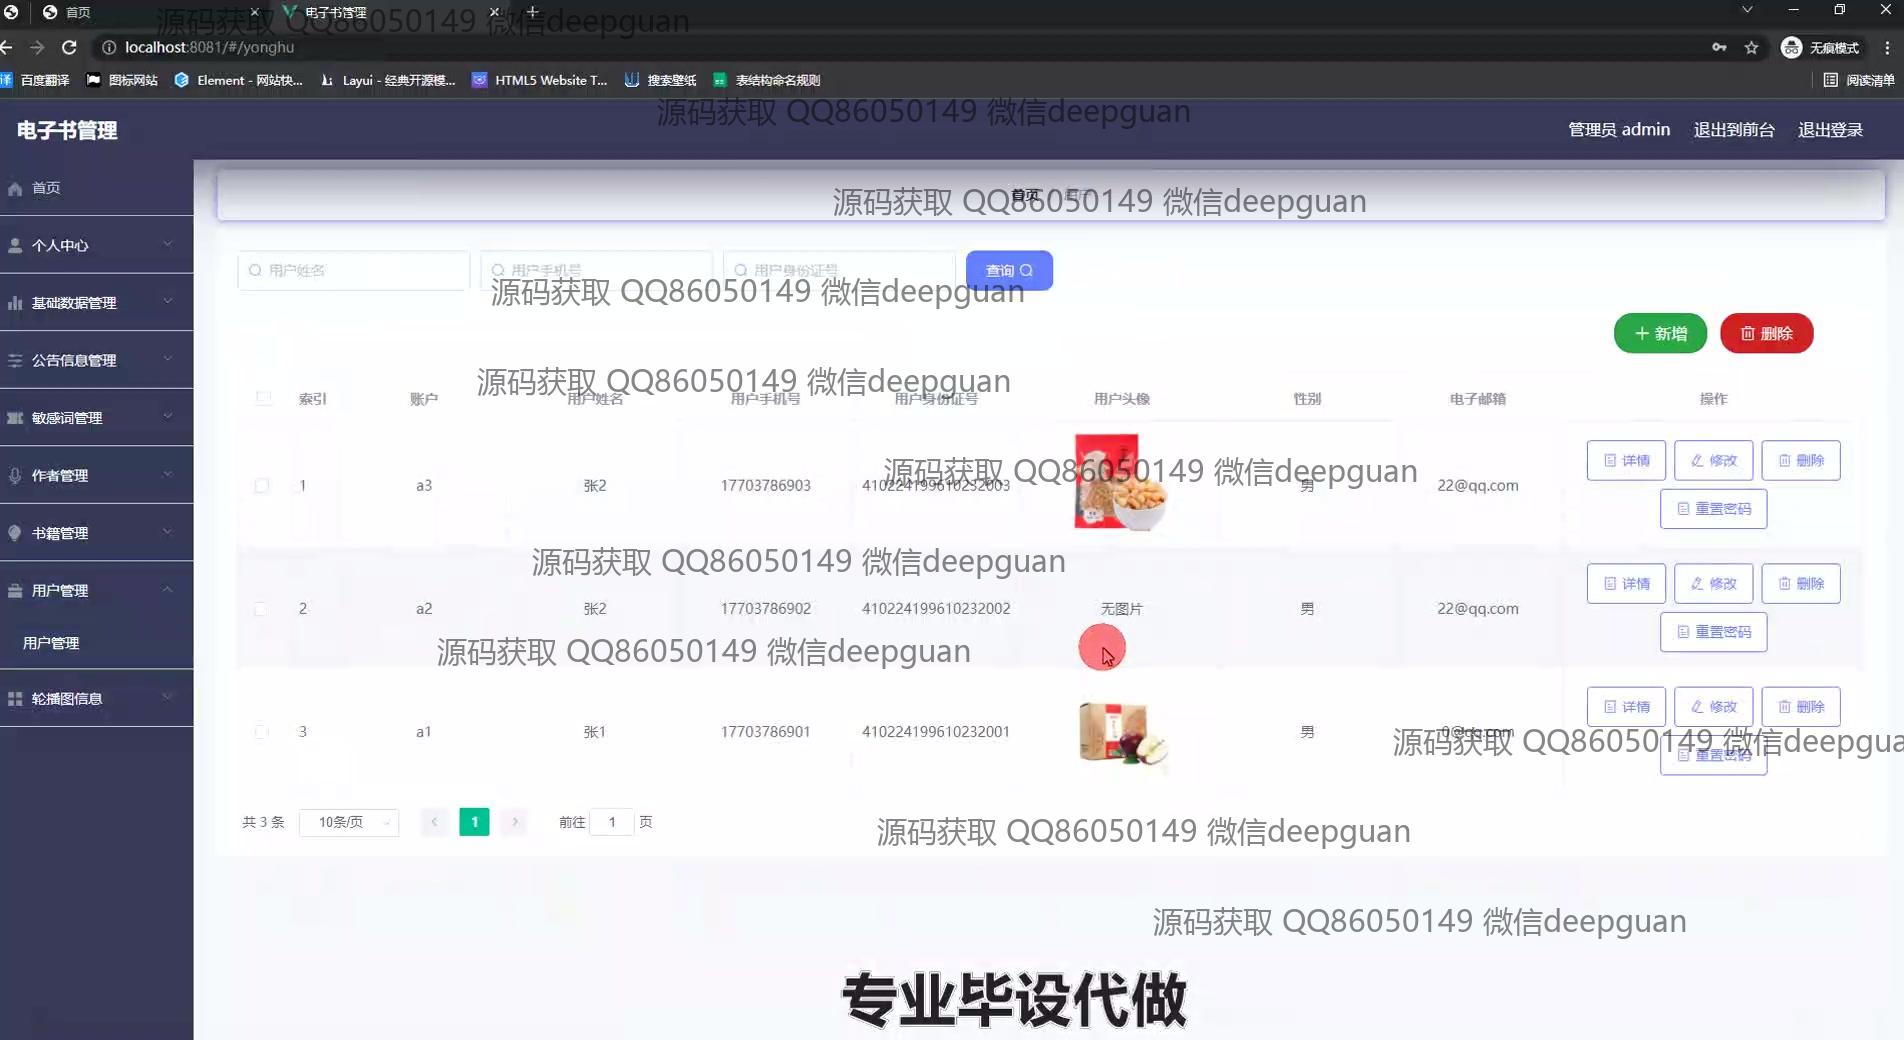 首页
电子书管理
源码获取 QQ86050149 微信deepguan
localhost:8081/#/yonghu
无痕模式
百度翻译
图标网站
Element - 网站快...
Layui - 经典开源模...
HTML5 Website T...
搜索壁纸
表结构命名规则
阅读清单
源码获取 QQ86050149 微信deepguan
电子书管理
管理员 admin
退出到前台
退出登录
首页
源码获取 QQ86050149 微信deepguan
首页
个人中心
基础数据管理
公告信息管理
敏感词管理
作者管理
书籍管理
用户管理
用户管理
轮播图信息
用户姓名
用户手机号
用户身份证号
查询
源码获取 QQ86050149 微信deepguan
新增
删除
源码获取 QQ86050149 微信deepguan
索引 账户 用户姓名 用户手机号 用户身份证号 用户头像 性别 电子邮箱 操作
源码获取 QQ86050149 微信deepguan
1 a3 张2 17703786903 410224199610232003 男 22@qq.com 详情 修改 删除
重置密码
源码获取 QQ86050149 微信deepguan
2 a2 张2 17703786902 410224199610232002 无图片 男 22@qq.com 详情 修改 删除
重置密码
源码获取 QQ86050149 微信deepguan
3 a1 张1 17703786901 410224199610232001 男 详情 修改 删除
重置密码
源码获取 QQ86050149 微信deepgua
共 3 条 10条/页 1 前往 1 页
源码获取 QQ86050149 微信deepguan
源码获取 QQ86050149 微信deepguan
专业毕设代做